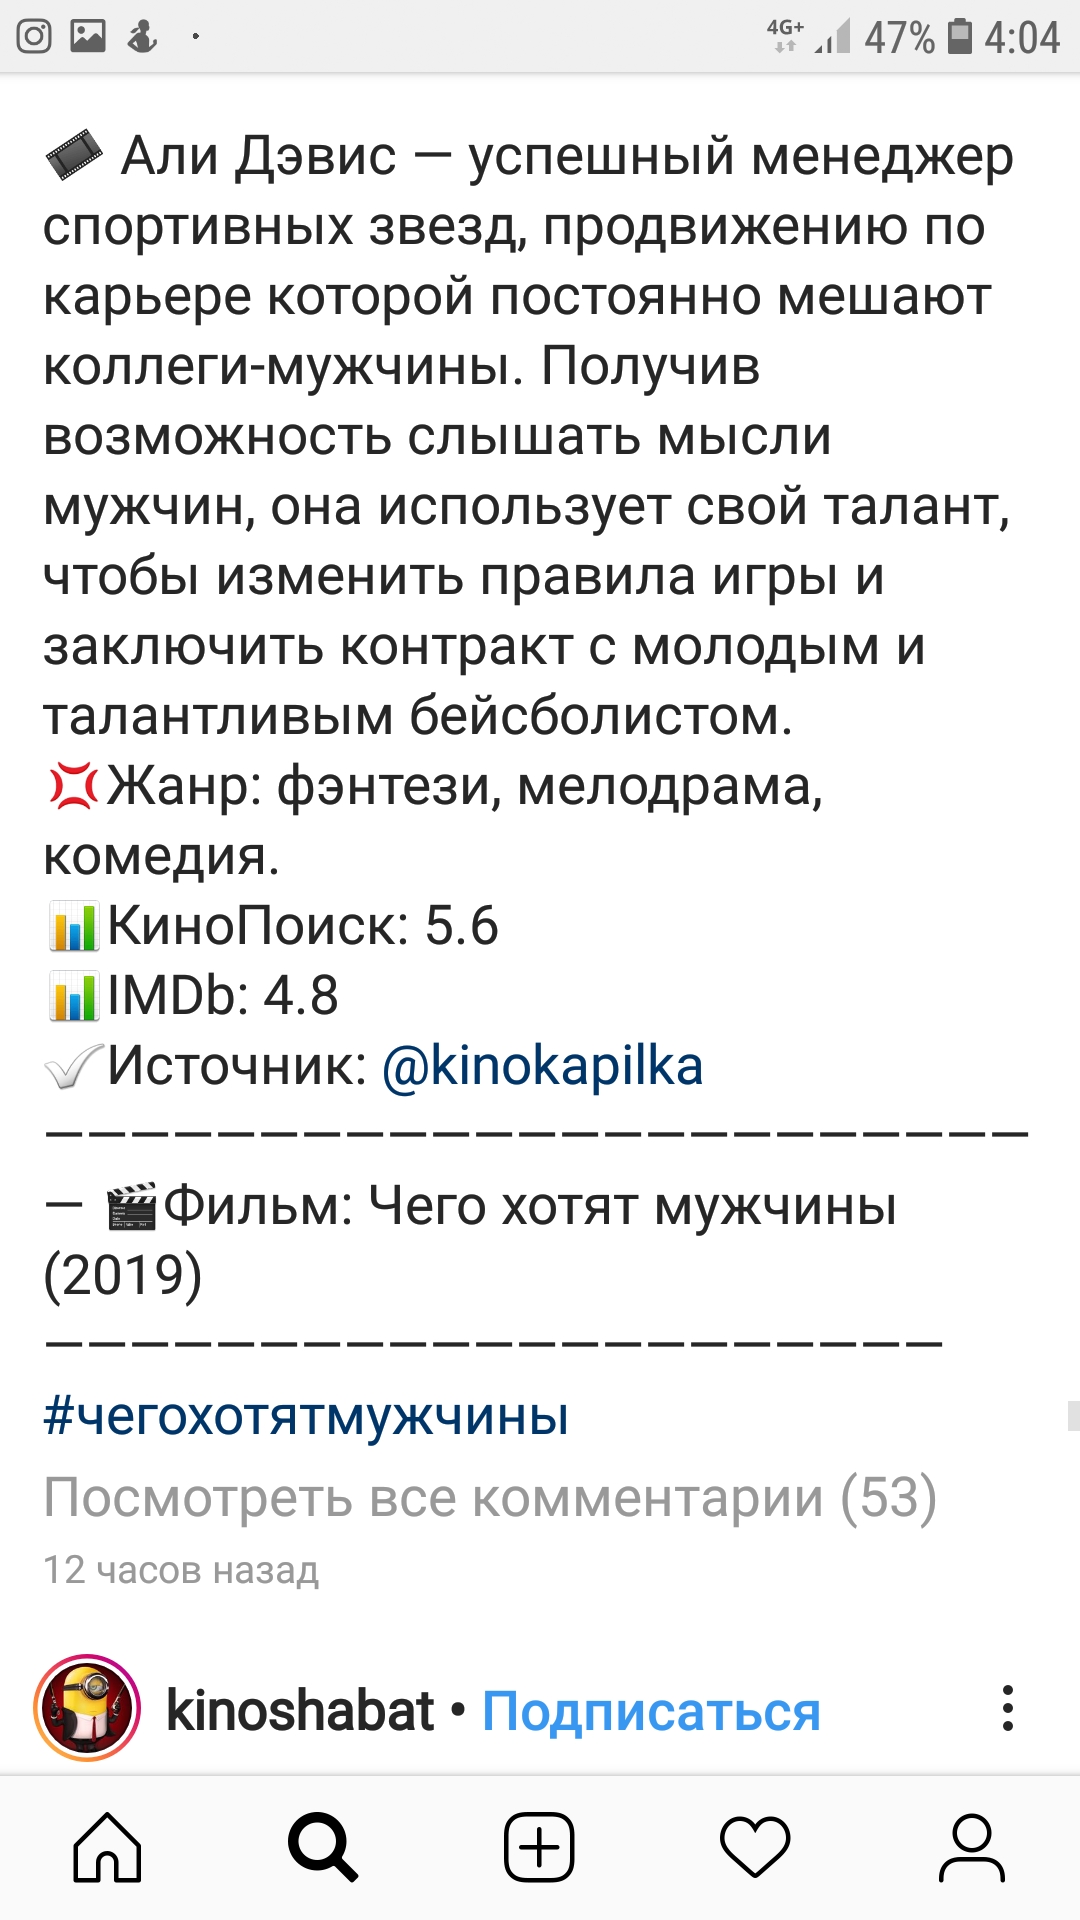 4G+ 47% 4:04
Али Дэвис — успешный менеджер
спортивных звезд, продвижению по
карьере которой постоянно мешают
коллеги-мужчины. Получив
возможность слышать мысли
мужчин, она использует свой талант,
чтобы изменить правила игры и
заключить контракт с молодым и
талантливым бейсболистом.
💢Жанр: фэнтези, мелодрама,
комедия.
📊КиноПоиск: 5.6
📊IMDb: 4.8
✔Источник: @kinokapilka
———————————————————————
— 🎬Фильм: Чего хотят мужчины
(2019)
—————————————————————
#чегохотятмужчины
Посмотреть все комментарии (53)
12 часов назад
kinoshabat • Подписаться